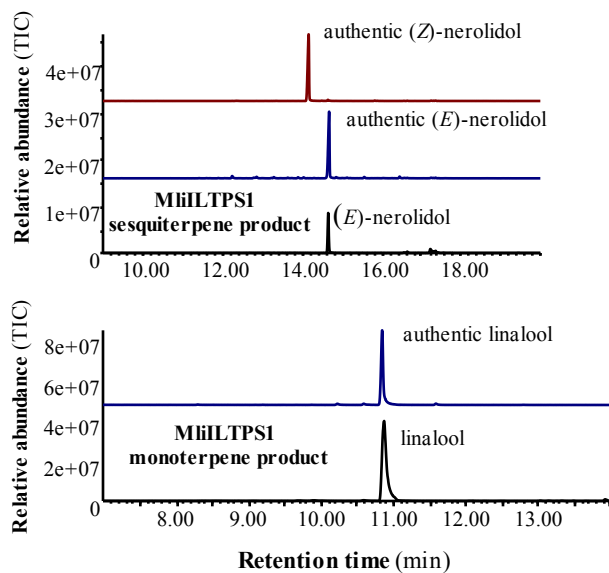 Relative abundance (TIC)
4e+07
3e+07
2e+07
1e+07
0
authentic (Z)-nerolidol
authentic (E)-nerolidol
MliILTPS1
sesquiterpene product
(E)-nerolidol
10.00 12.00 14.00 16.00 18.00
Relative abundance (TIC)
8e+07
6e+07
4e+07
2e+07
0
authentic linalool
MliILTPS1
monoterpene product
linalool
8.00 9.00 10.00 11.00 12.00 13.00
Retention time (min)